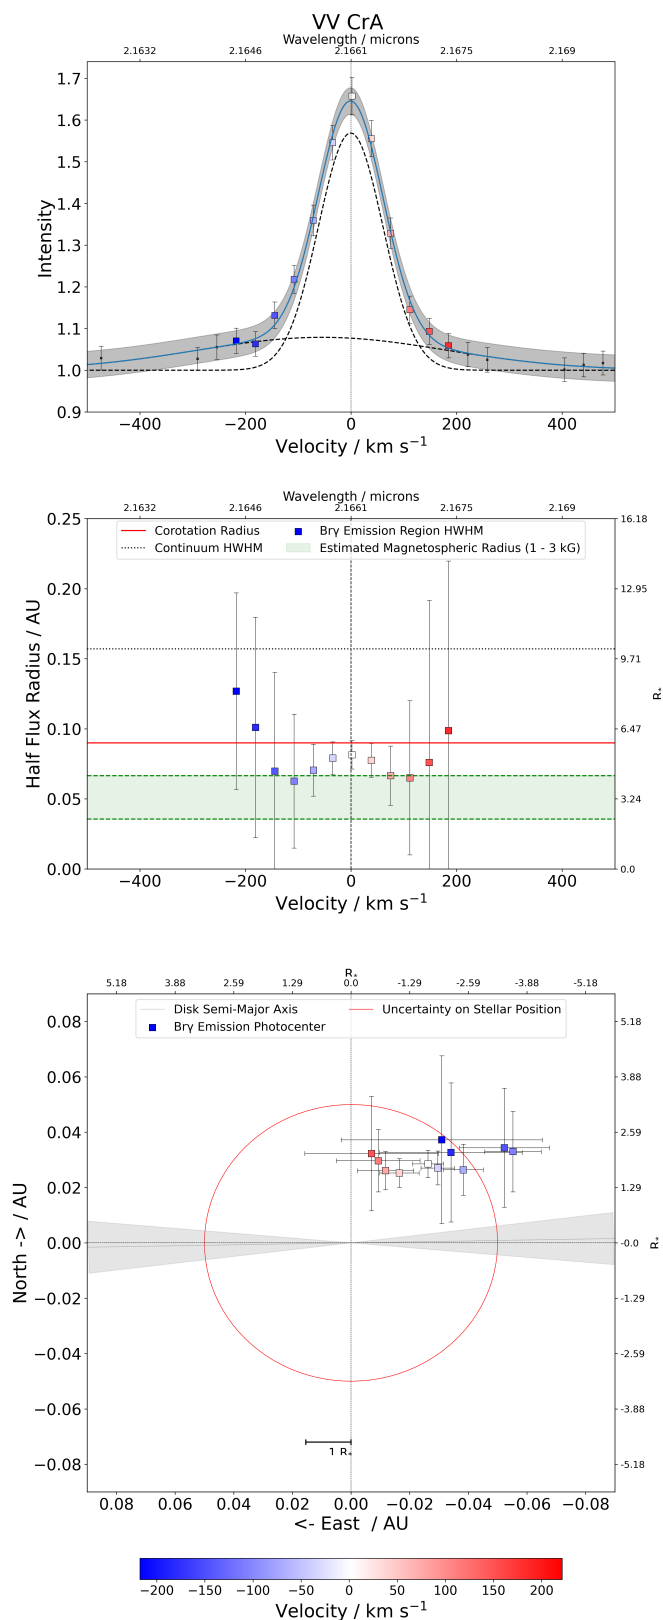 VV CrA
Wavelength / microns
2.1632 2.1646 2.1661 2.1675 2.169
1.7
1.6
1.5
1.4
1.3
1.2
1.1
1.0
0.9
Intensity
−400 −200 0 200 400
Velocity / km s⁻¹
Wavelength / microns
2.1632 2.1646 2.1661 2.1675 2.169
Corotation Radius
Continuum HWHM
Brγ Emission Region HWHM
Estimated Magnetospheric Radius (1 - 3 kG)
0.25
0.20
0.15
0.10
0.05
0.00
Half Flux Radius / AU
16.18
12.95
9.71
6.47
3.24
0.0
R*
−400 −200 0 200 400
Velocity / km s⁻¹
R*
5.18 3.88 2.59 1.29 0.0 -1.29 -2.59 -3.88 -5.18
Disk Semi-Major Axis
Brγ Emission Photocenter
Uncertainty on Stellar Position
0.08
0.06
0.04
0.02
0.00
−0.02
−0.04
−0.06
−0.08
North -> / AU
5.18
3.88
2.59
1.29
-0.0
-1.29
-2.59
-3.88
-5.18
R*
1 R*
0.08 0.06 0.04 0.02 0.00 −0.02 −0.04 −0.06 −0.08
<- East / AU
−200 −150 −100 −50 0 50 100 150 200
Velocity / km s⁻¹